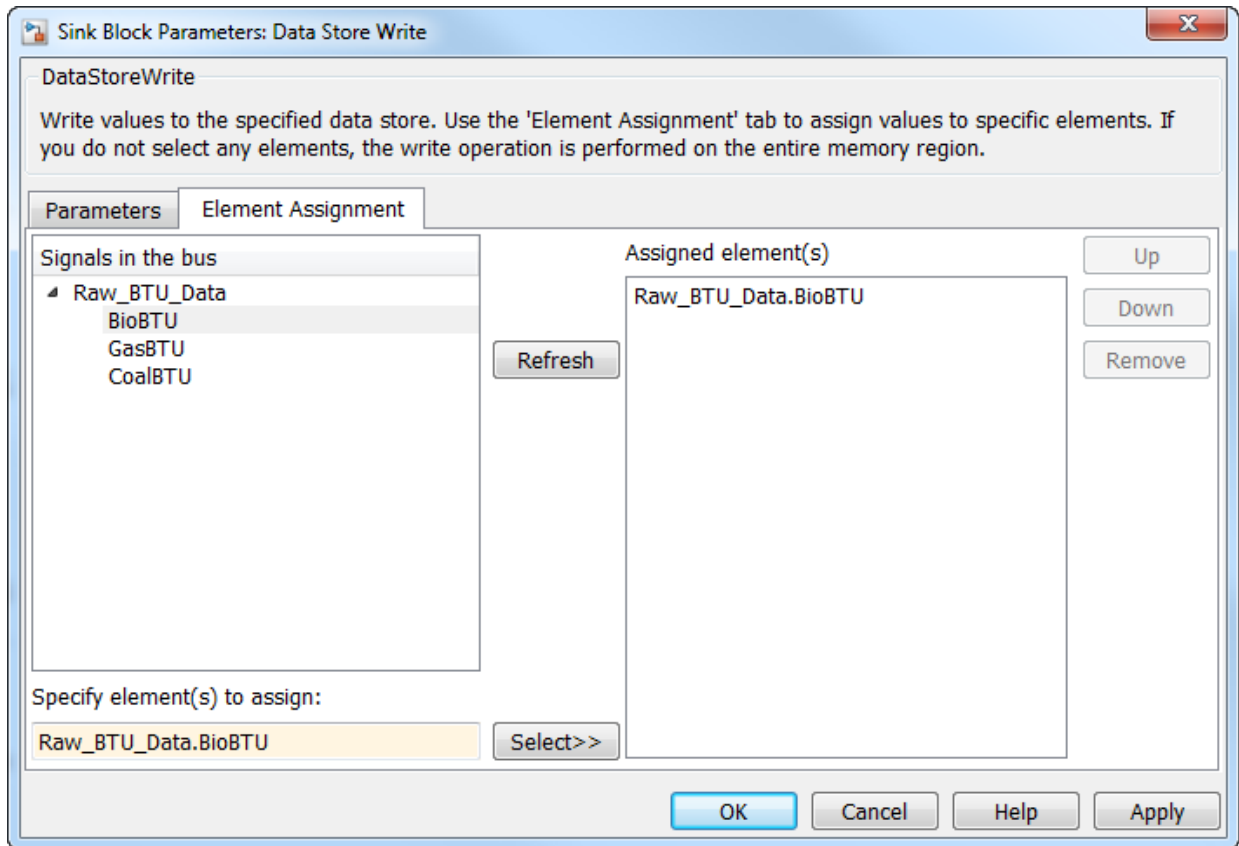 Sink Block Parameters: Data Store Write
DataStoreWrite
Write values to the specified data store. Use the 'Element Assignment' tab to assign values to specific elements. If
you do not select any elements, the write operation is performed on the entire memory region.
Parameters
Element Assignment
Signals in the bus
Raw_BTU_Data
BioBTU
GasBTU
CoalBTU
Refresh
Assigned element(s)
Raw_BTU_Data.BioBTU
Up
Down
Remove
Specify element(s) to assign:
Raw_BTU_Data.BioBTU
Select>>
OK
Cancel
Help
Apply